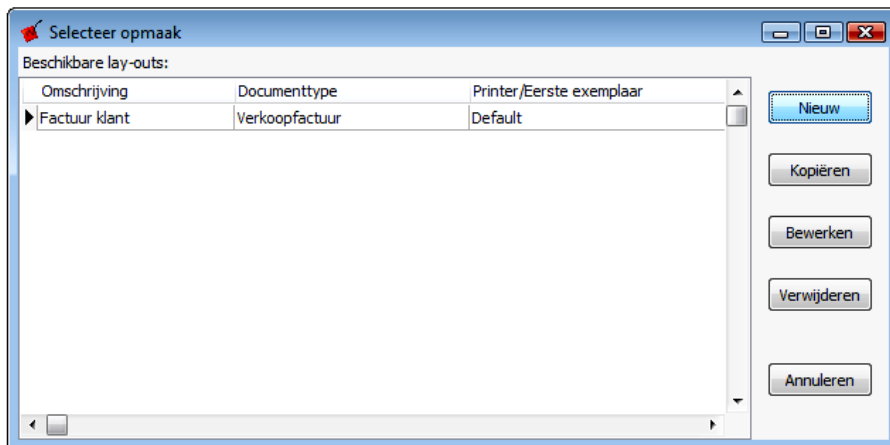 Selecteer opmaak
Beschikbare lay-outs:
Omschrijving Documenttype Printer/Eerste exemplaar
Factuur klant Verkoopfactuur Default
Nieuw
Kopiëren
Bewerken
Verwijderen
Annuleren